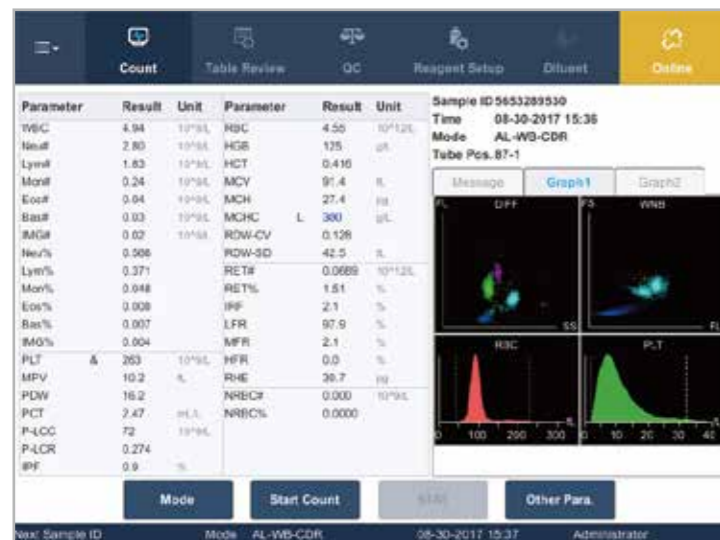 Count
Table Review
QC
Reagent Setup
Diluent
Online
Parameter Result Unit Parameter Result Unit
WBC 4.94 10^9/L RBC 4.55 10^12/L
Neu# 2.80 10^9/L HGB 125 g/L
Lym# 1.83 10^9/L HCT 0.416
Mon# 0.24 10^9/L MCV 91.4 fL
Eos# 0.04 10^9/L MCH 27.4 pg
Bas# 0.03 10^9/L MCHC L 300 g/L
IMG# 0.02 10^9/L RDW-CV 0.128
Neu% 0.566 RDW-SD 42.5 fL
Lym% 0.371 RET# 0.0689 10^12/L
Mon% 0.048 RET% 1.51 %
Eos% 0.008 IRF 2.1 %
Bas% 0.007 LFR 97.9 %
IMG% 0.004 MFR 2.1 %
PLT & 263 10^9/L HFR 0.0 %
MPV 10.2 fL RHE 30.7 pg
PDW 16.2 NRBC# 0.000 10^9/L
PCT 2.47 mL/L NRBC% 0.0000
P-LCC 72 10^9/L
P-LCR 0.274
IPF 0.9 %
Sample ID 5653289530
Time 08-30-2017 15:36
Mode AL-WB-CDR
Tube Pos. 87-1
Message Graph1 Graph2
FL DIFF SS
FS WNB FL
RBC
0 100 200 300 fL
PLT
0 10 20 30 40 fL
Mode
Start Count
STAT
Other Para.
Next Sample ID Mode AL-WB-CDR 08-30-2017 15:37 Administrator